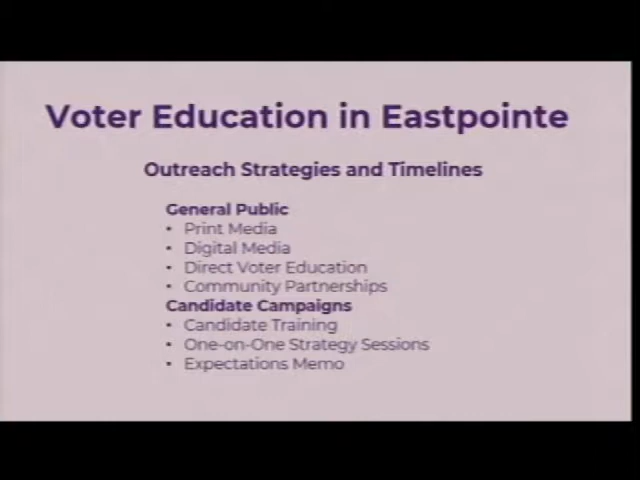 Voter Education in Eastpointe
Outreach Strategies and Timelines
General Public
• Print Media
• Digital Media
• Direct Voter Education
• Community Partnerships
Candidate Campaigns
• Candidate Training
• One-on-One Strategy Sessions
• Expectations Memo